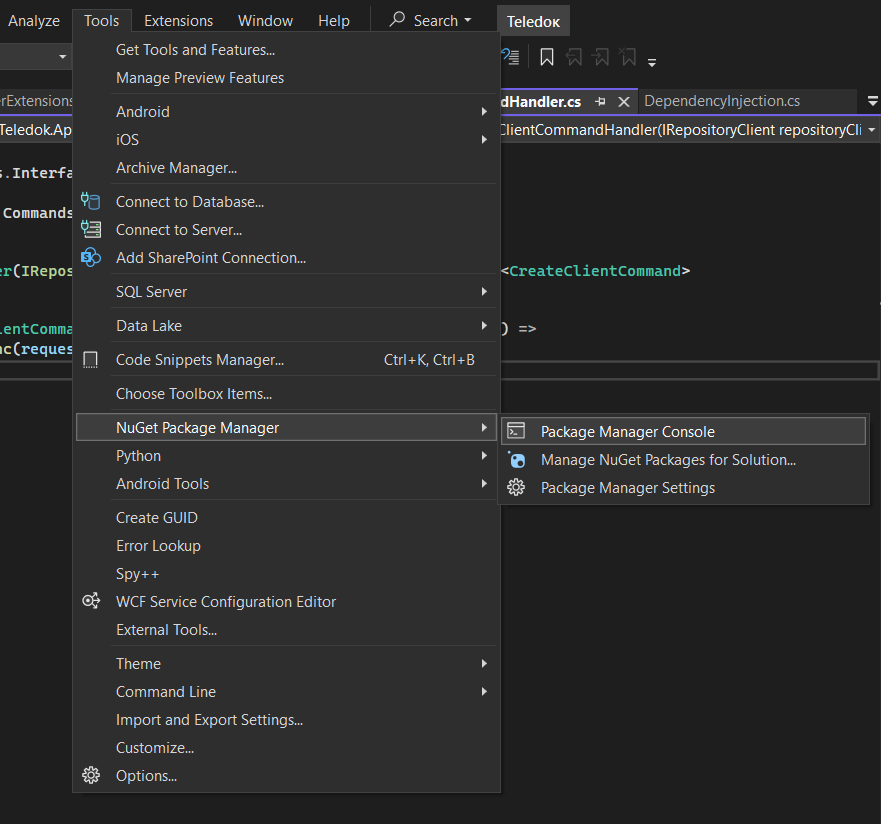 Analyze Tools Extensions Window Help Search Teledok
Get Tools and Features...
Manage Preview Features
Android
iOS
Archive Manager...
Connect to Database...
Connect to Server...
Add SharePoint Connection...
SQL Server
Data Lake
Code Snippets Manager... Ctrl+K, Ctrl+B
Choose Toolbox Items...
NuGet Package Manager
Python
Android Tools
Create GUID
Error Lookup
Spy++
WCF Service Configuration Editor
External Tools...
Theme
Command Line
Import and Export Settings...
Customize...
Options...
Package Manager Console
Manage NuGet Packages for Solution...
Package Manager Settings
rExtensions
dHandler.cs DependencyInjection.cs
Teledok.Ap
ClientCommandHandler(IRepositoryClient repositoryCli
s.Interfa
Commands
er(IRepos
<CreateClientCommand>
ientComma
) =>
nc(reques